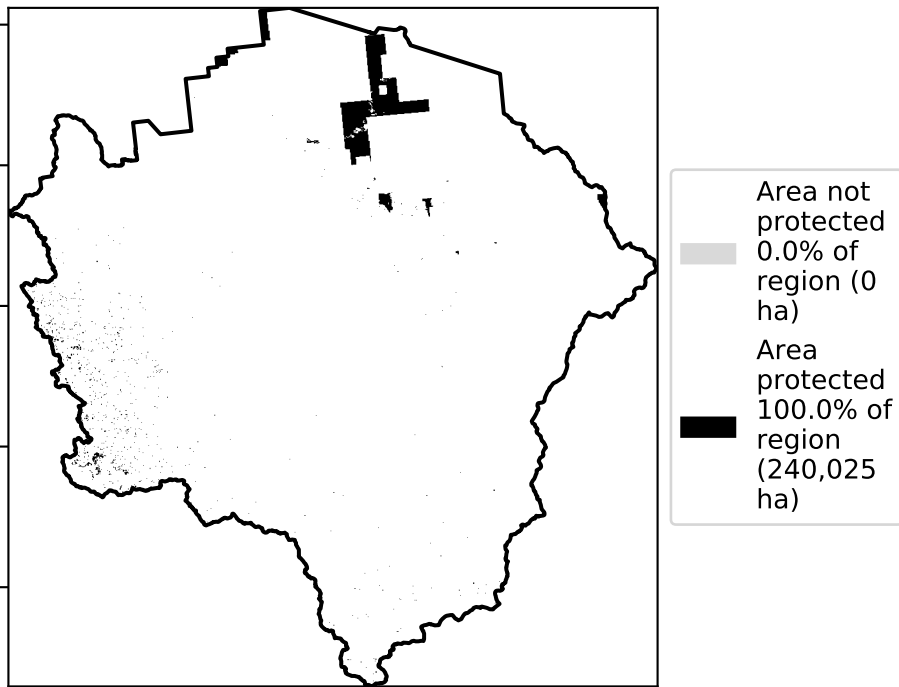 Area not
protected
0.0% of
region (0
ha)
Area
protected
100.0% of
region
(240,025
ha)